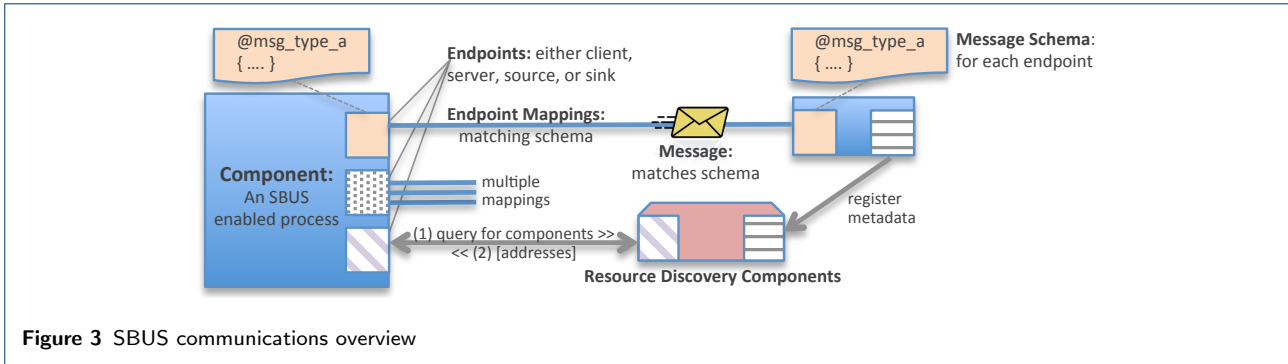 @msg_type_a
{ .... }
Endpoints: either client,
server, source, or sink
@msg_type_a
{ .... }
Message Schema:
for each endpoint
Endpoint Mappings:
matching schema
Message:
matches schema
Component:
An SBUS
enabled process
multiple
mappings
register
metadata
(1) query for components >>
<< (2) [addresses]
Resource Discovery Components
Figure 3 SBUS communications overview